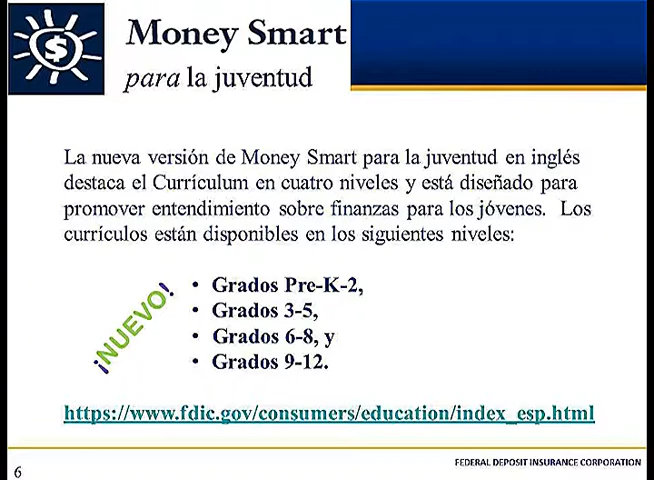 $
Money Smart
para la juventud
La nueva versión de Money Smart para la juventud en inglés
destaca el Currículum en cuatro niveles y está diseñado para
promover entendimiento sobre finanzas para los jóvenes. Los
currículos están disponibles en los siguientes niveles:
¡NUEVO!
• Grados Pre-K-2,
• Grados 3-5,
• Grados 6-8, y
• Grados 9-12.
https://www.fdic.gov/consumers/education/index_esp.html
FEDERAL DEPOSIT INSURANCE CORPORATION
6